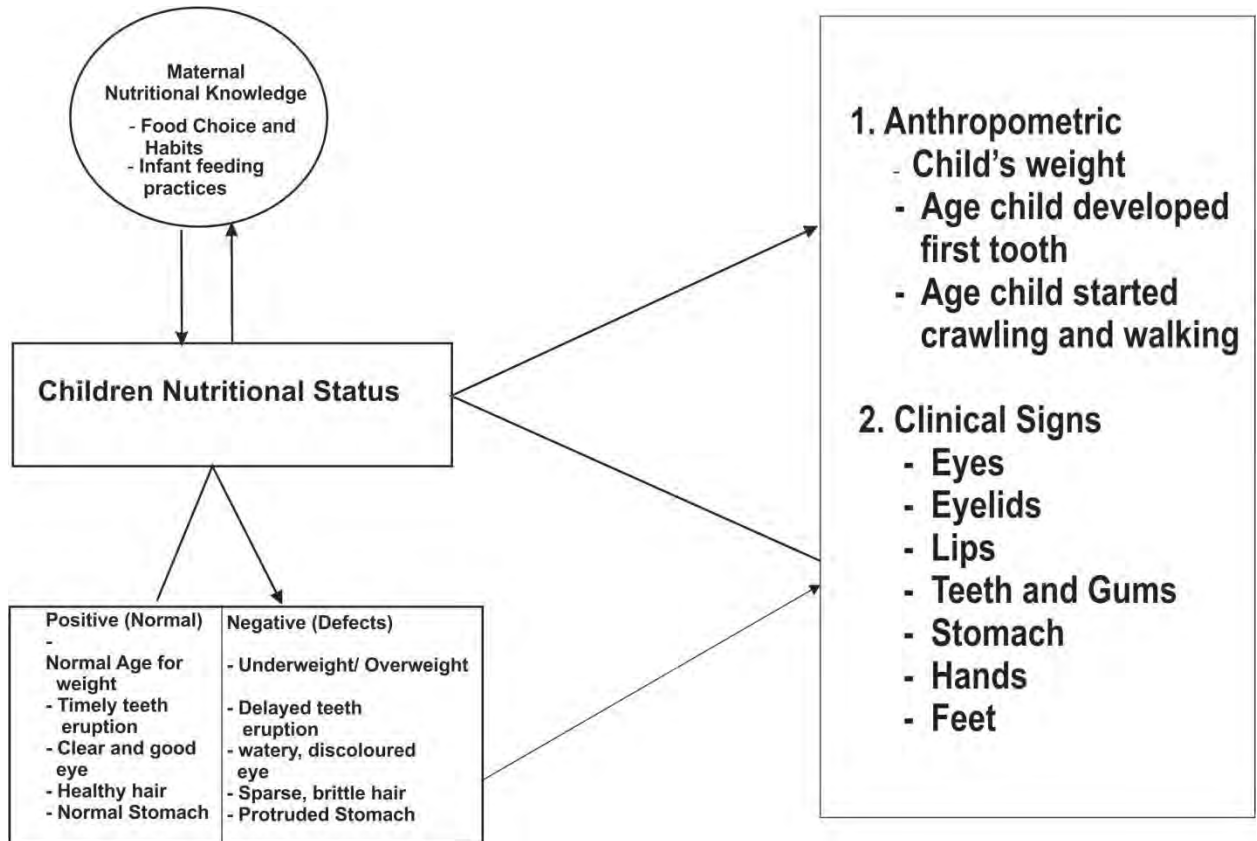 Maternal
Nutritional Knowledge
- Food Choice and
Habits
- Infant feeding
practices
Children Nutritional Status
Positive (Normal)
-
Normal Age for
weight
- Timely teeth
eruption
- Clear and good
eye
- Healthy hair
- Normal Stomach
Negative (Defects)
- Underweight/ Overweight
- Delayed teeth
eruption
- watery, discoloured
eye
- Sparse, brittle hair
- Protruded Stomach
1. Anthropometric
- Child's weight
- Age child developed
first tooth
- Age child started
crawling and walking
2. Clinical Signs
- Eyes
- Eyelids
- Lips
- Teeth and Gums
- Stomach
- Hands
- Feet